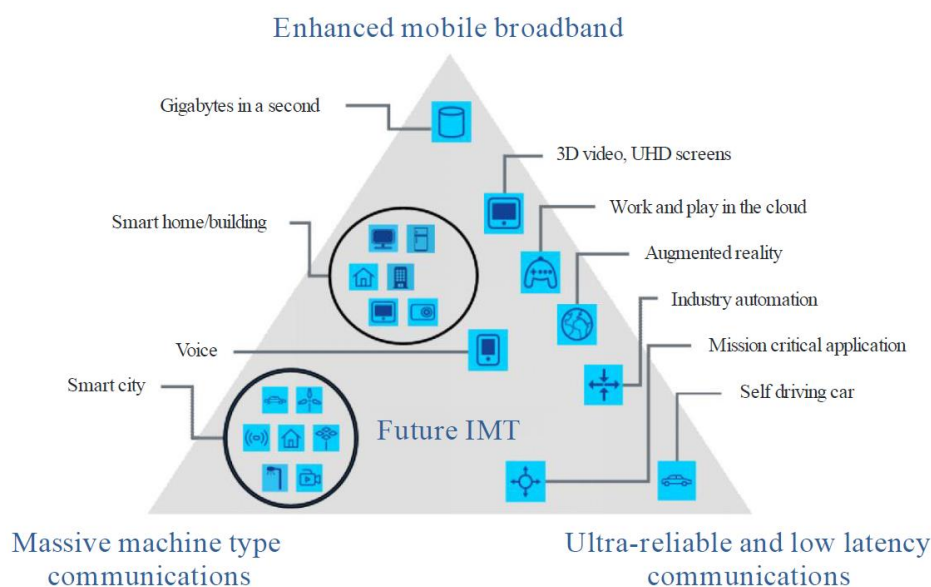 Enhanced mobile broadband
Gigabytes in a second
3D video, UHD screens
Smart home/building
Work and play in the cloud
Augmented reality
Industry automation
Voice
Mission critical application
Smart city
Self driving car
Future IMT
Massive machine type
communications
Ultra-reliable and low latency
communications